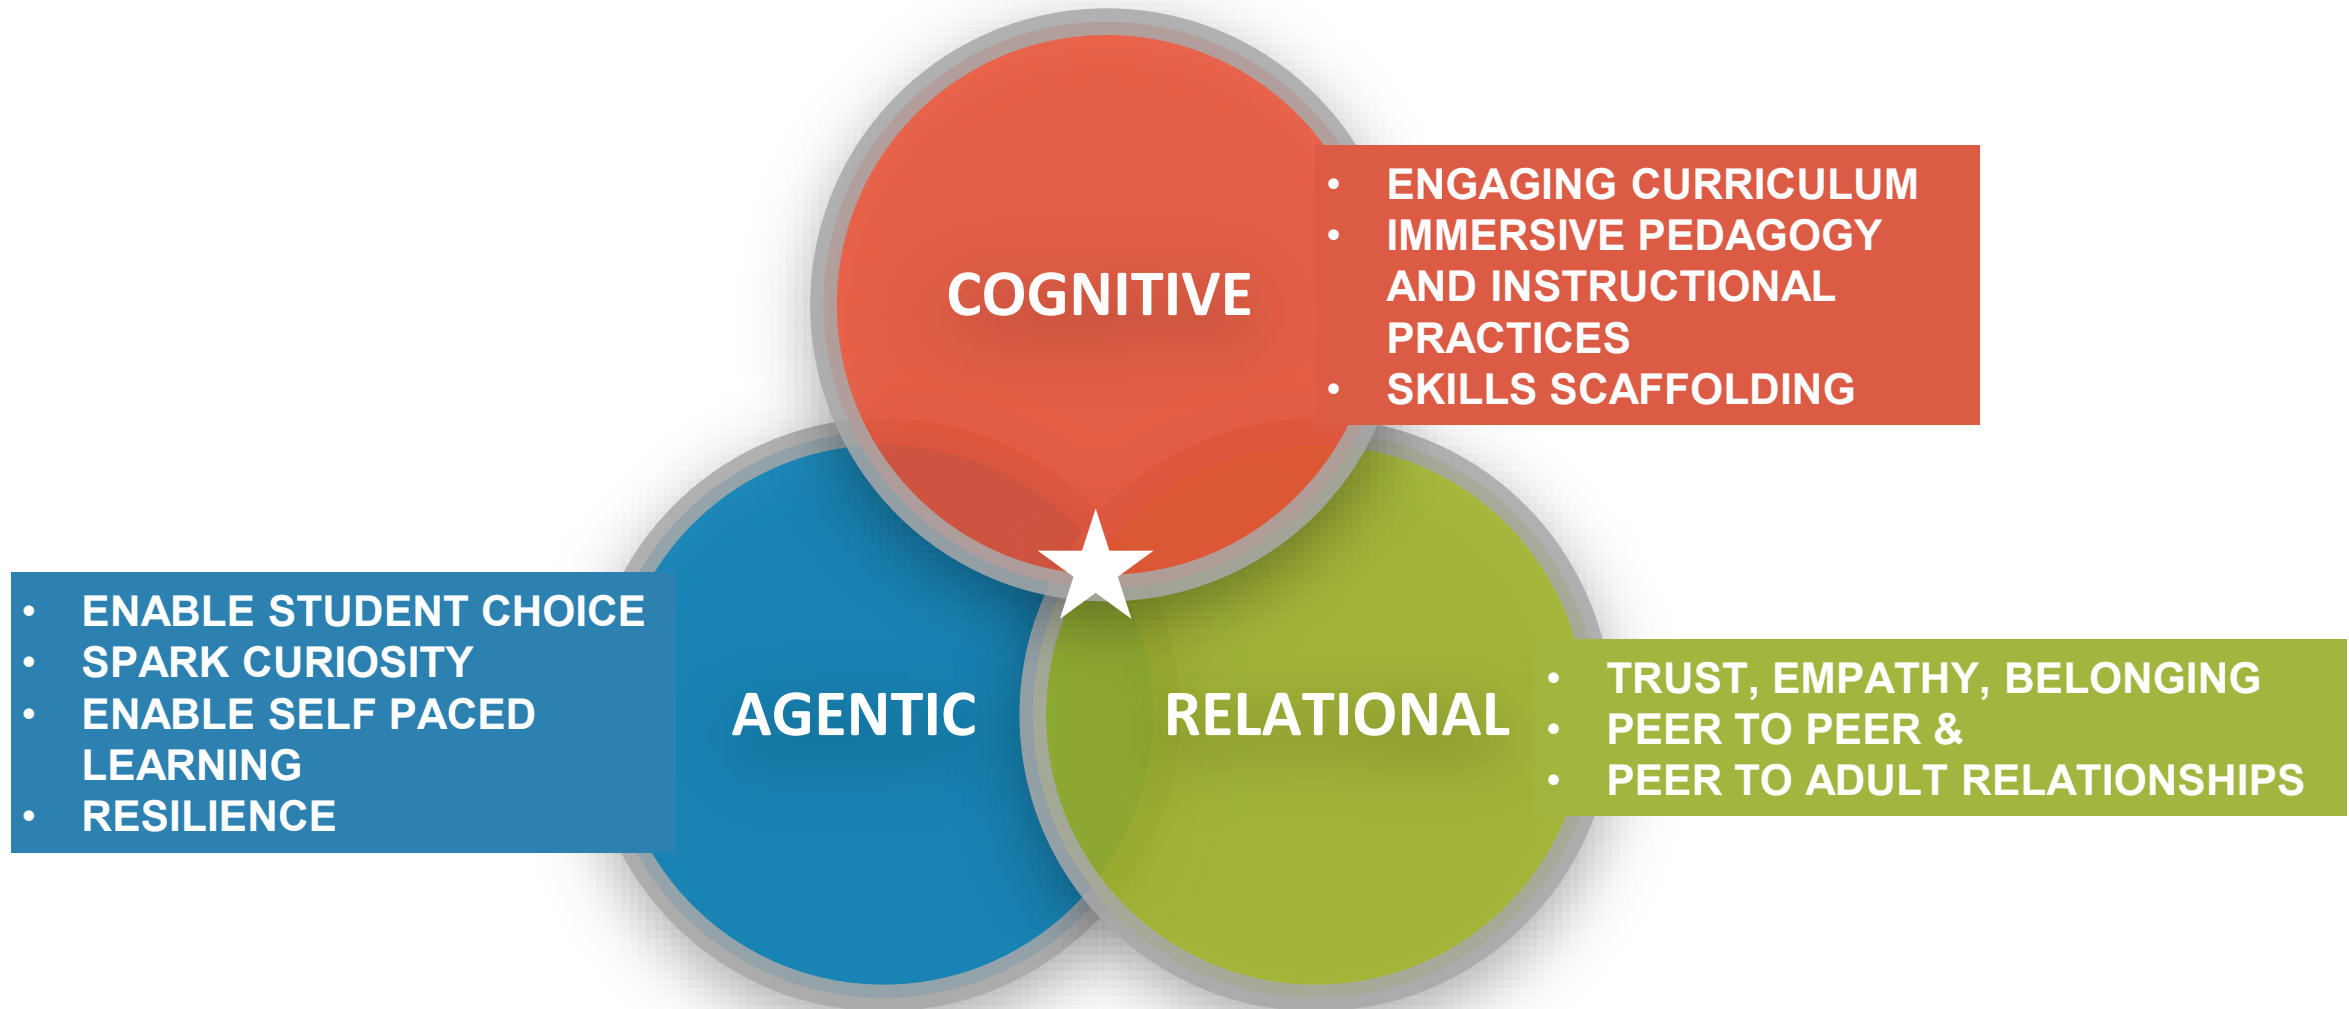 COGNITIVE
• ENGAGING CURRICULUM
• IMMERSIVE PEDAGOGY
AND INSTRUCTIONAL
PRACTICES
• SKILLS SCAFFOLDING
AGENTIC
• ENABLE STUDENT CHOICE
• SPARK CURIOSITY
• ENABLE SELF PACED
LEARNING
• RESILIENCE
RELATIONAL
• TRUST, EMPATHY, BELONGING
• PEER TO PEER &
• PEER TO ADULT RELATIONSHIPS